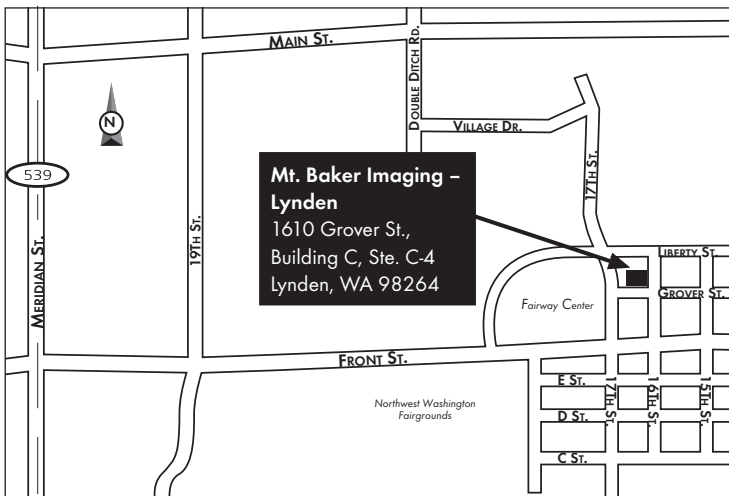 MAIN ST.
DOUBLE DITCH RD.
N
VILLAGE DR.
539
Mt. Baker Imaging –
Lynden
1610 Grover St.,
Building C, Ste. C-4
Lynden, WA 98264
17TH ST.
19TH ST.
MERIDIAN ST.
LIBERTY ST.
GROVER ST.
Fairway Center
FRONT ST.
E ST.
17TH ST.
16TH ST.
15TH ST.
Northwest Washington
Fairgrounds
D ST.
C ST.